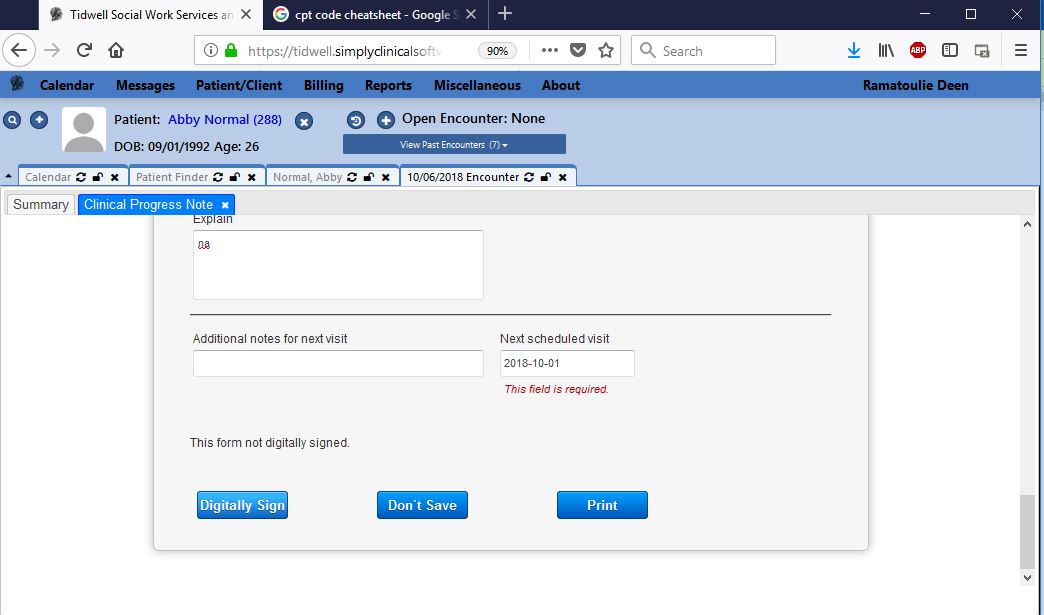 Tidwell Social Work Services an
cpt code cheatsheet - Google S
https://tidwell.simplyclinicalsoftw
90%
Search
ABP
Calendar Messages Patient/Client Billing Reports Miscellaneous About Ramatoulie Deen
Patient: Abby Normal (288)
Open Encounter: None
DOB: 09/01/1992 Age: 26
View Past Encounters (7)
Calendar
Patient Finder
Normal, Abby
10/06/2018 Encounter
Summary
Clinical Progress Note
Explain
na
Additional notes for next visit
Next scheduled visit
2018-10-01
This field is required.
This form not digitally signed.
Digitally Sign
Don`t Save
Print